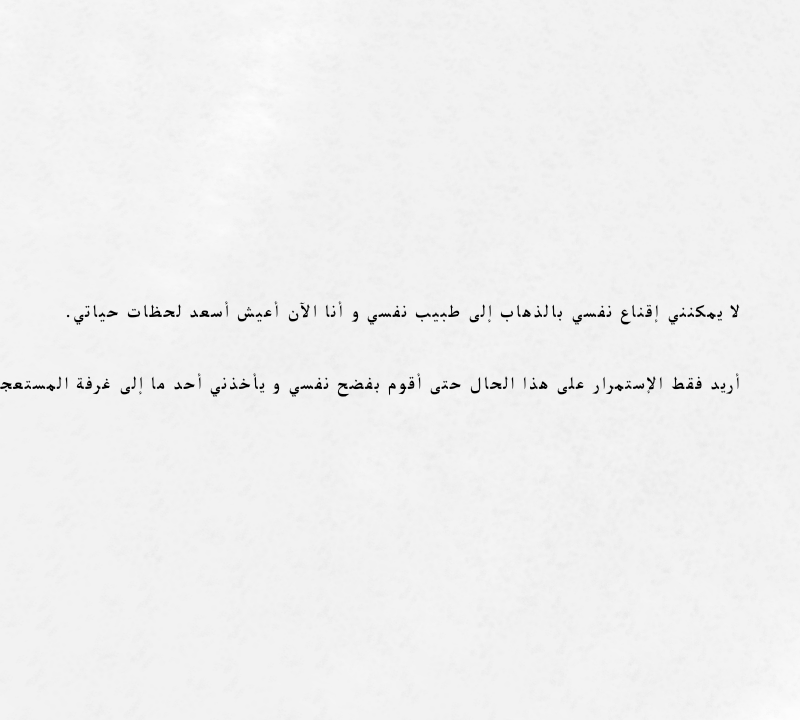 لا يمكنني إقناع نفسي بالذهاب إلى طبيب نفسي و أنا الآن أعيش أسعد لحظات حياتي.
أريد فقط الإستمرار على هذا الحال حتى أقوم بفضح نفسي و يأخذني أحد ما إلى غرفة